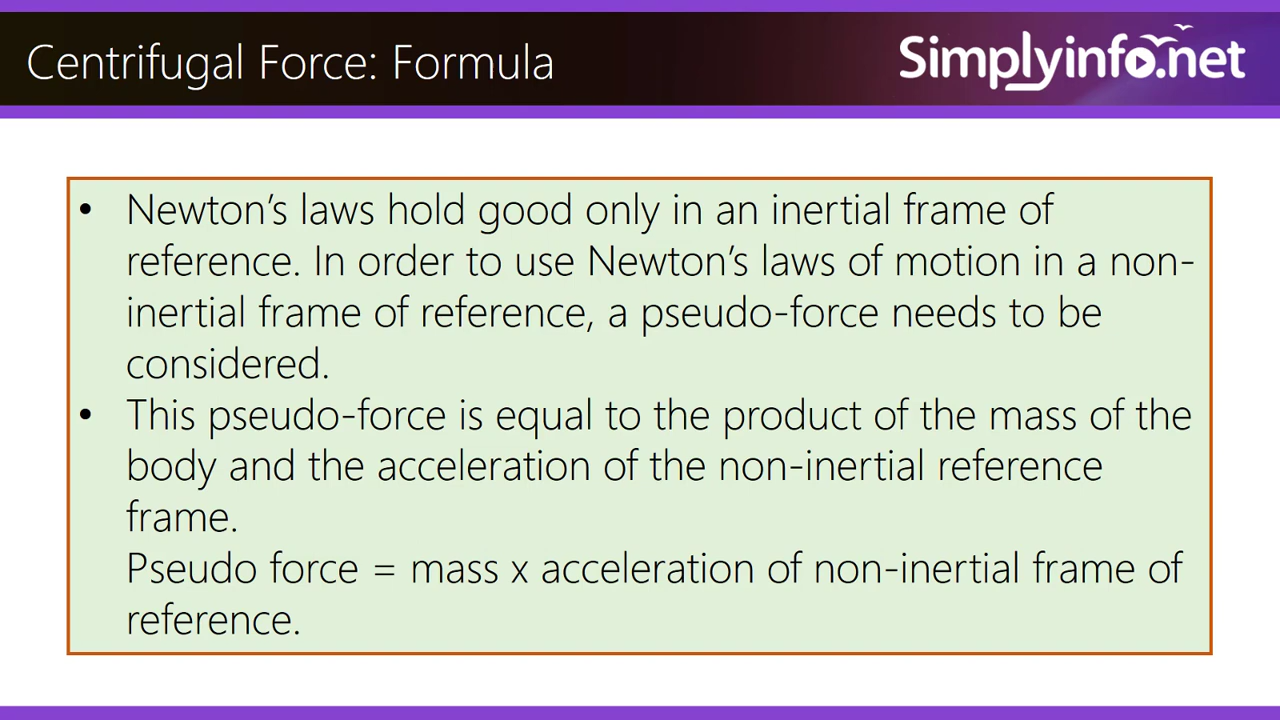 Centrifugal Force: Formula
Simplyinfo.net
• Newton’s laws hold good only in an inertial frame of
reference. In order to use Newton’s laws of motion in a non-
inertial frame of reference, a pseudo-force needs to be
considered.
• This pseudo-force is equal to the product of the mass of the
body and the acceleration of the non-inertial reference
frame.
Pseudo force = mass x acceleration of non-inertial frame of
reference.